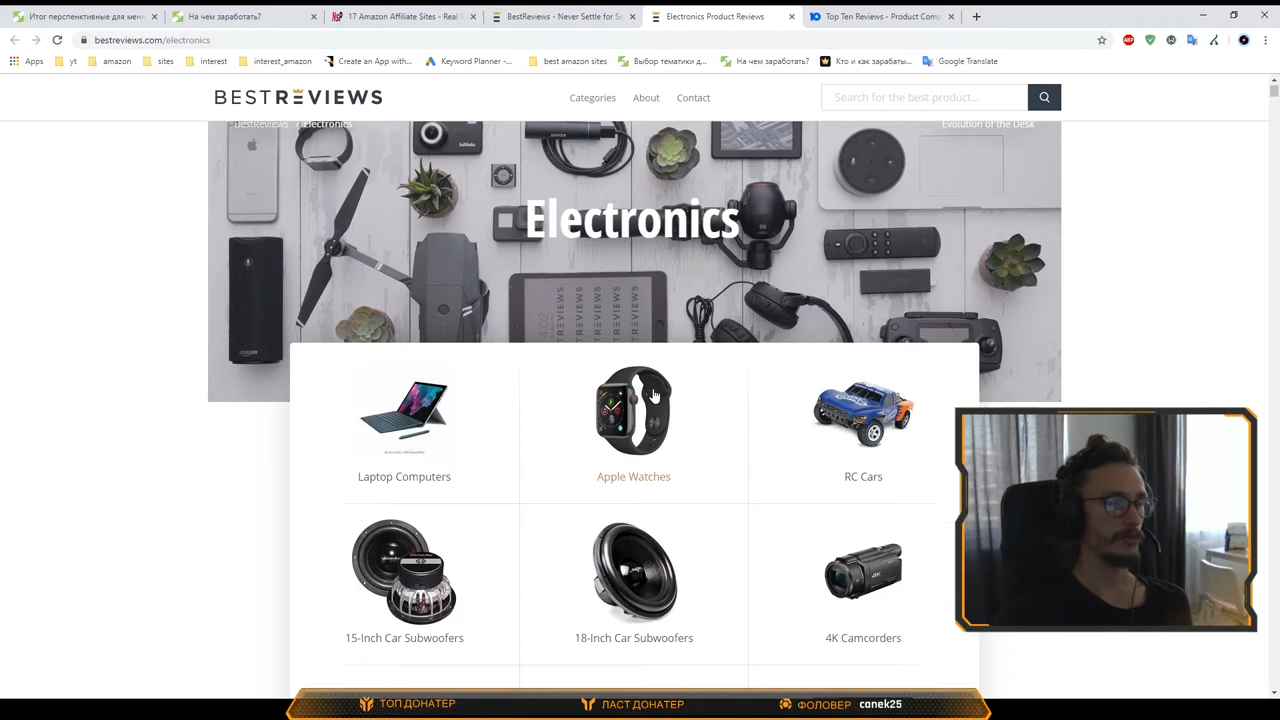 Итог перспенктивные для мен
На чем заработать?
17 Amazon Affiliate Sites - Real W
BestReviews - Never Settle for Se
Electronics Product Reviews
Top Ten Reviews - Product Comp
bestreviews.com/electronics
Apps
yt
amazon
sites
interest
interest_amazon
Create an App with...
Keyword Planner -...
best amazon sites
Выбор тематики д...
На чем заработать?
Кто и как зарабаты...
Google Translate
BESTREVIEWS
Categories
About
Contact
Search for the best product...
BestReviews / Electronics
Evolution of the Desk
Electronics
Laptop Computers
Apple Watches
RC Cars
15-Inch Car Subwoofers
18-Inch Car Subwoofers
4K Camcorders
ТОП ДОНАТЕР
ЛАСТ ДОНАТЕР
ФОЛОВЕР canek25